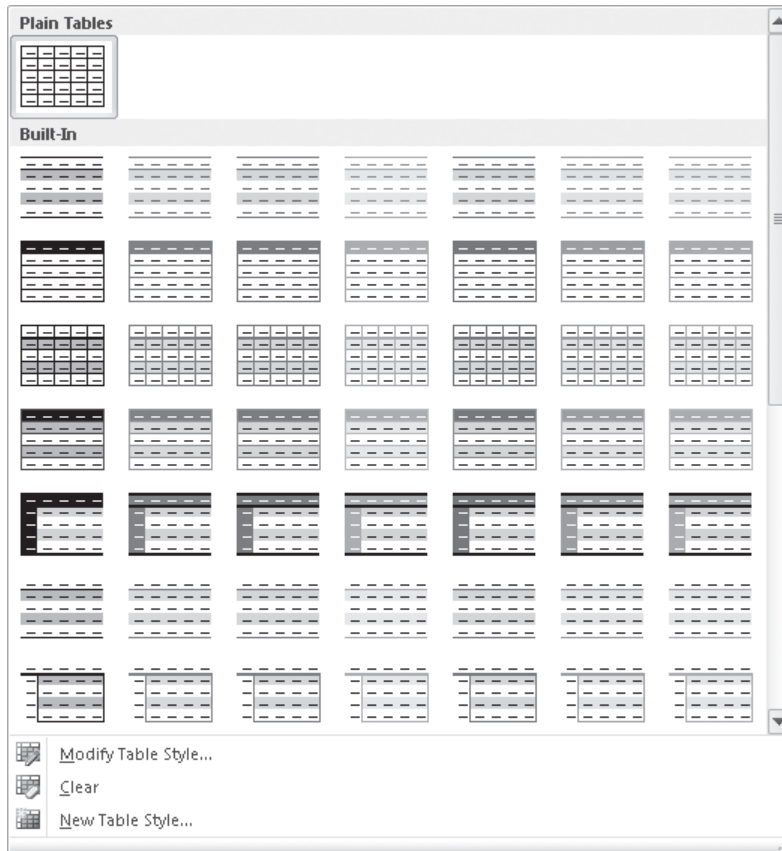 Plain Tables
Built-In
Modify Table Style...
Clear
New Table Style...